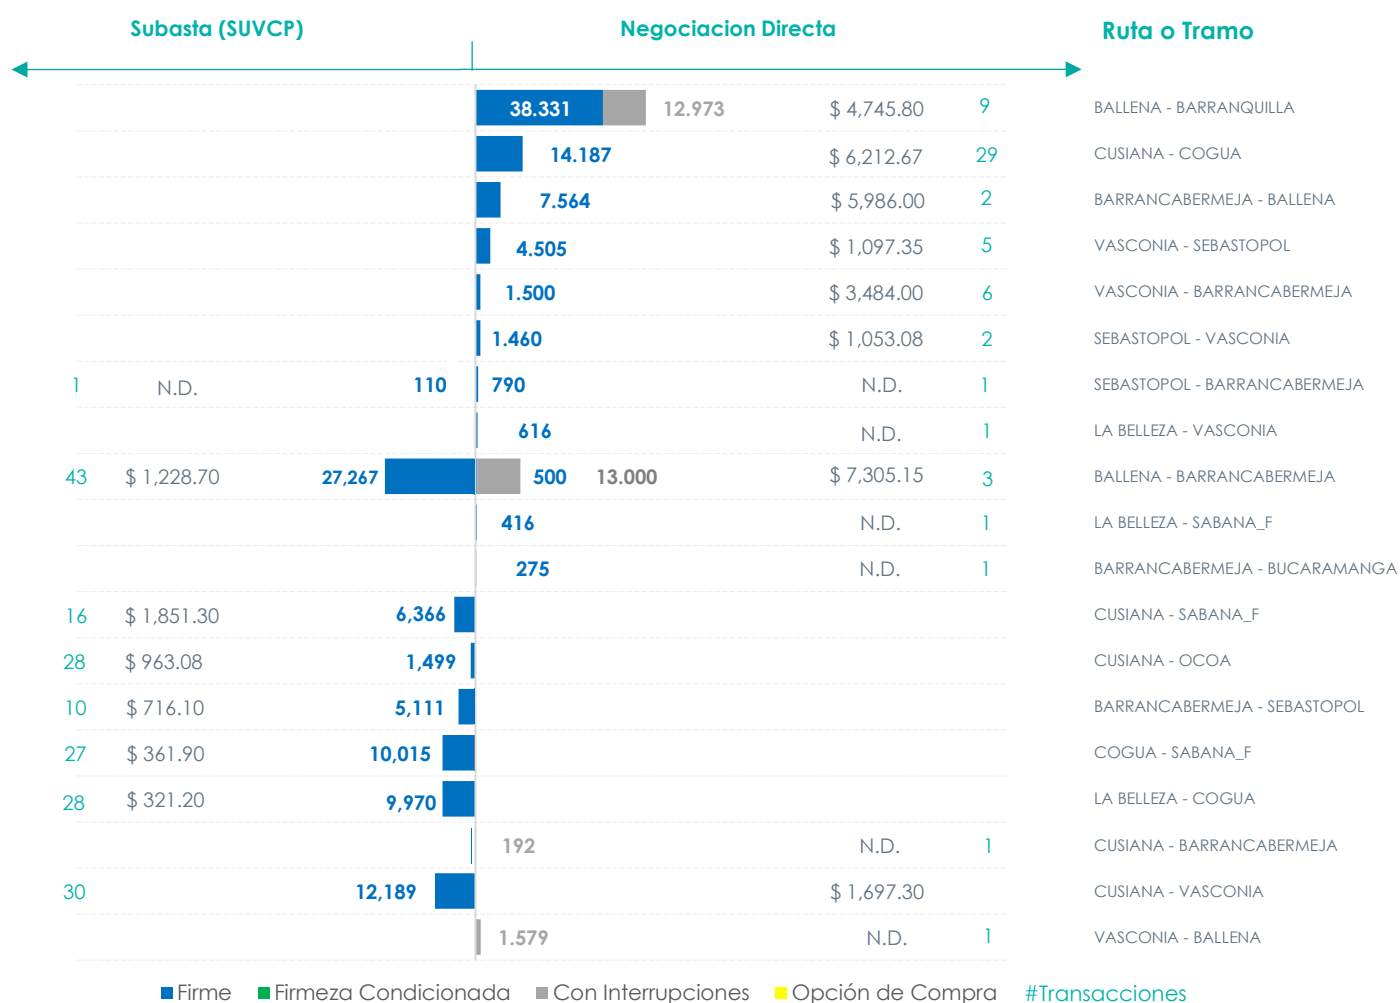 Subasta (SUVCP) Negociacion Directa Ruta o Tramo
38.331 12.973 $ 4,745.80 9 BALLENA - BARRANQUILLA
14.187 $ 6,212.67 29 CUSIANA - COGUA
7.564 $ 5,986.00 2 BARRANCABERMEJA - BALLENA
4.505 $ 1,097.35 5 VASCONIA - SEBASTOPOL
1.500 $ 3,484.00 6 VASCONIA - BARRANCABERMEJA
1.460 $ 1,053.08 2 SEBASTOPOL - VASCONIA
1 N.D. 110 790 N.D. 1 SEBASTOPOL - BARRANCABERMEJA
616 N.D. 1 LA BELLEZA - VASCONIA
43 $ 1,228.70 27,267 500 13.000 $ 7,305.15 3 BALLENA - BARRANCABERMEJA
416 N.D. 1 LA BELLEZA - SABANA_F
275 N.D. 1 BARRANCABERMEJA - BUCARAMANGA
16 $ 1,851.30 6,366 CUSIANA - SABANA_F
28 $ 963.08 1,499 CUSIANA - OCOA
10 $ 716.10 5,111 BARRANCABERMEJA - SEBASTOPOL
27 $ 361.90 10,015 COGUA - SABANA_F
28 $ 321.20 9,970 LA BELLEZA - COGUA
192 N.D. 1 CUSIANA - BARRANCABERMEJA
30 12,189 $ 1,697.30 CUSIANA - VASCONIA
1.579 N.D. 1 VASCONIA - BALLENA
Firme Firmeza Condicionada Con Interrupciones Opción de Compra #Transacciones